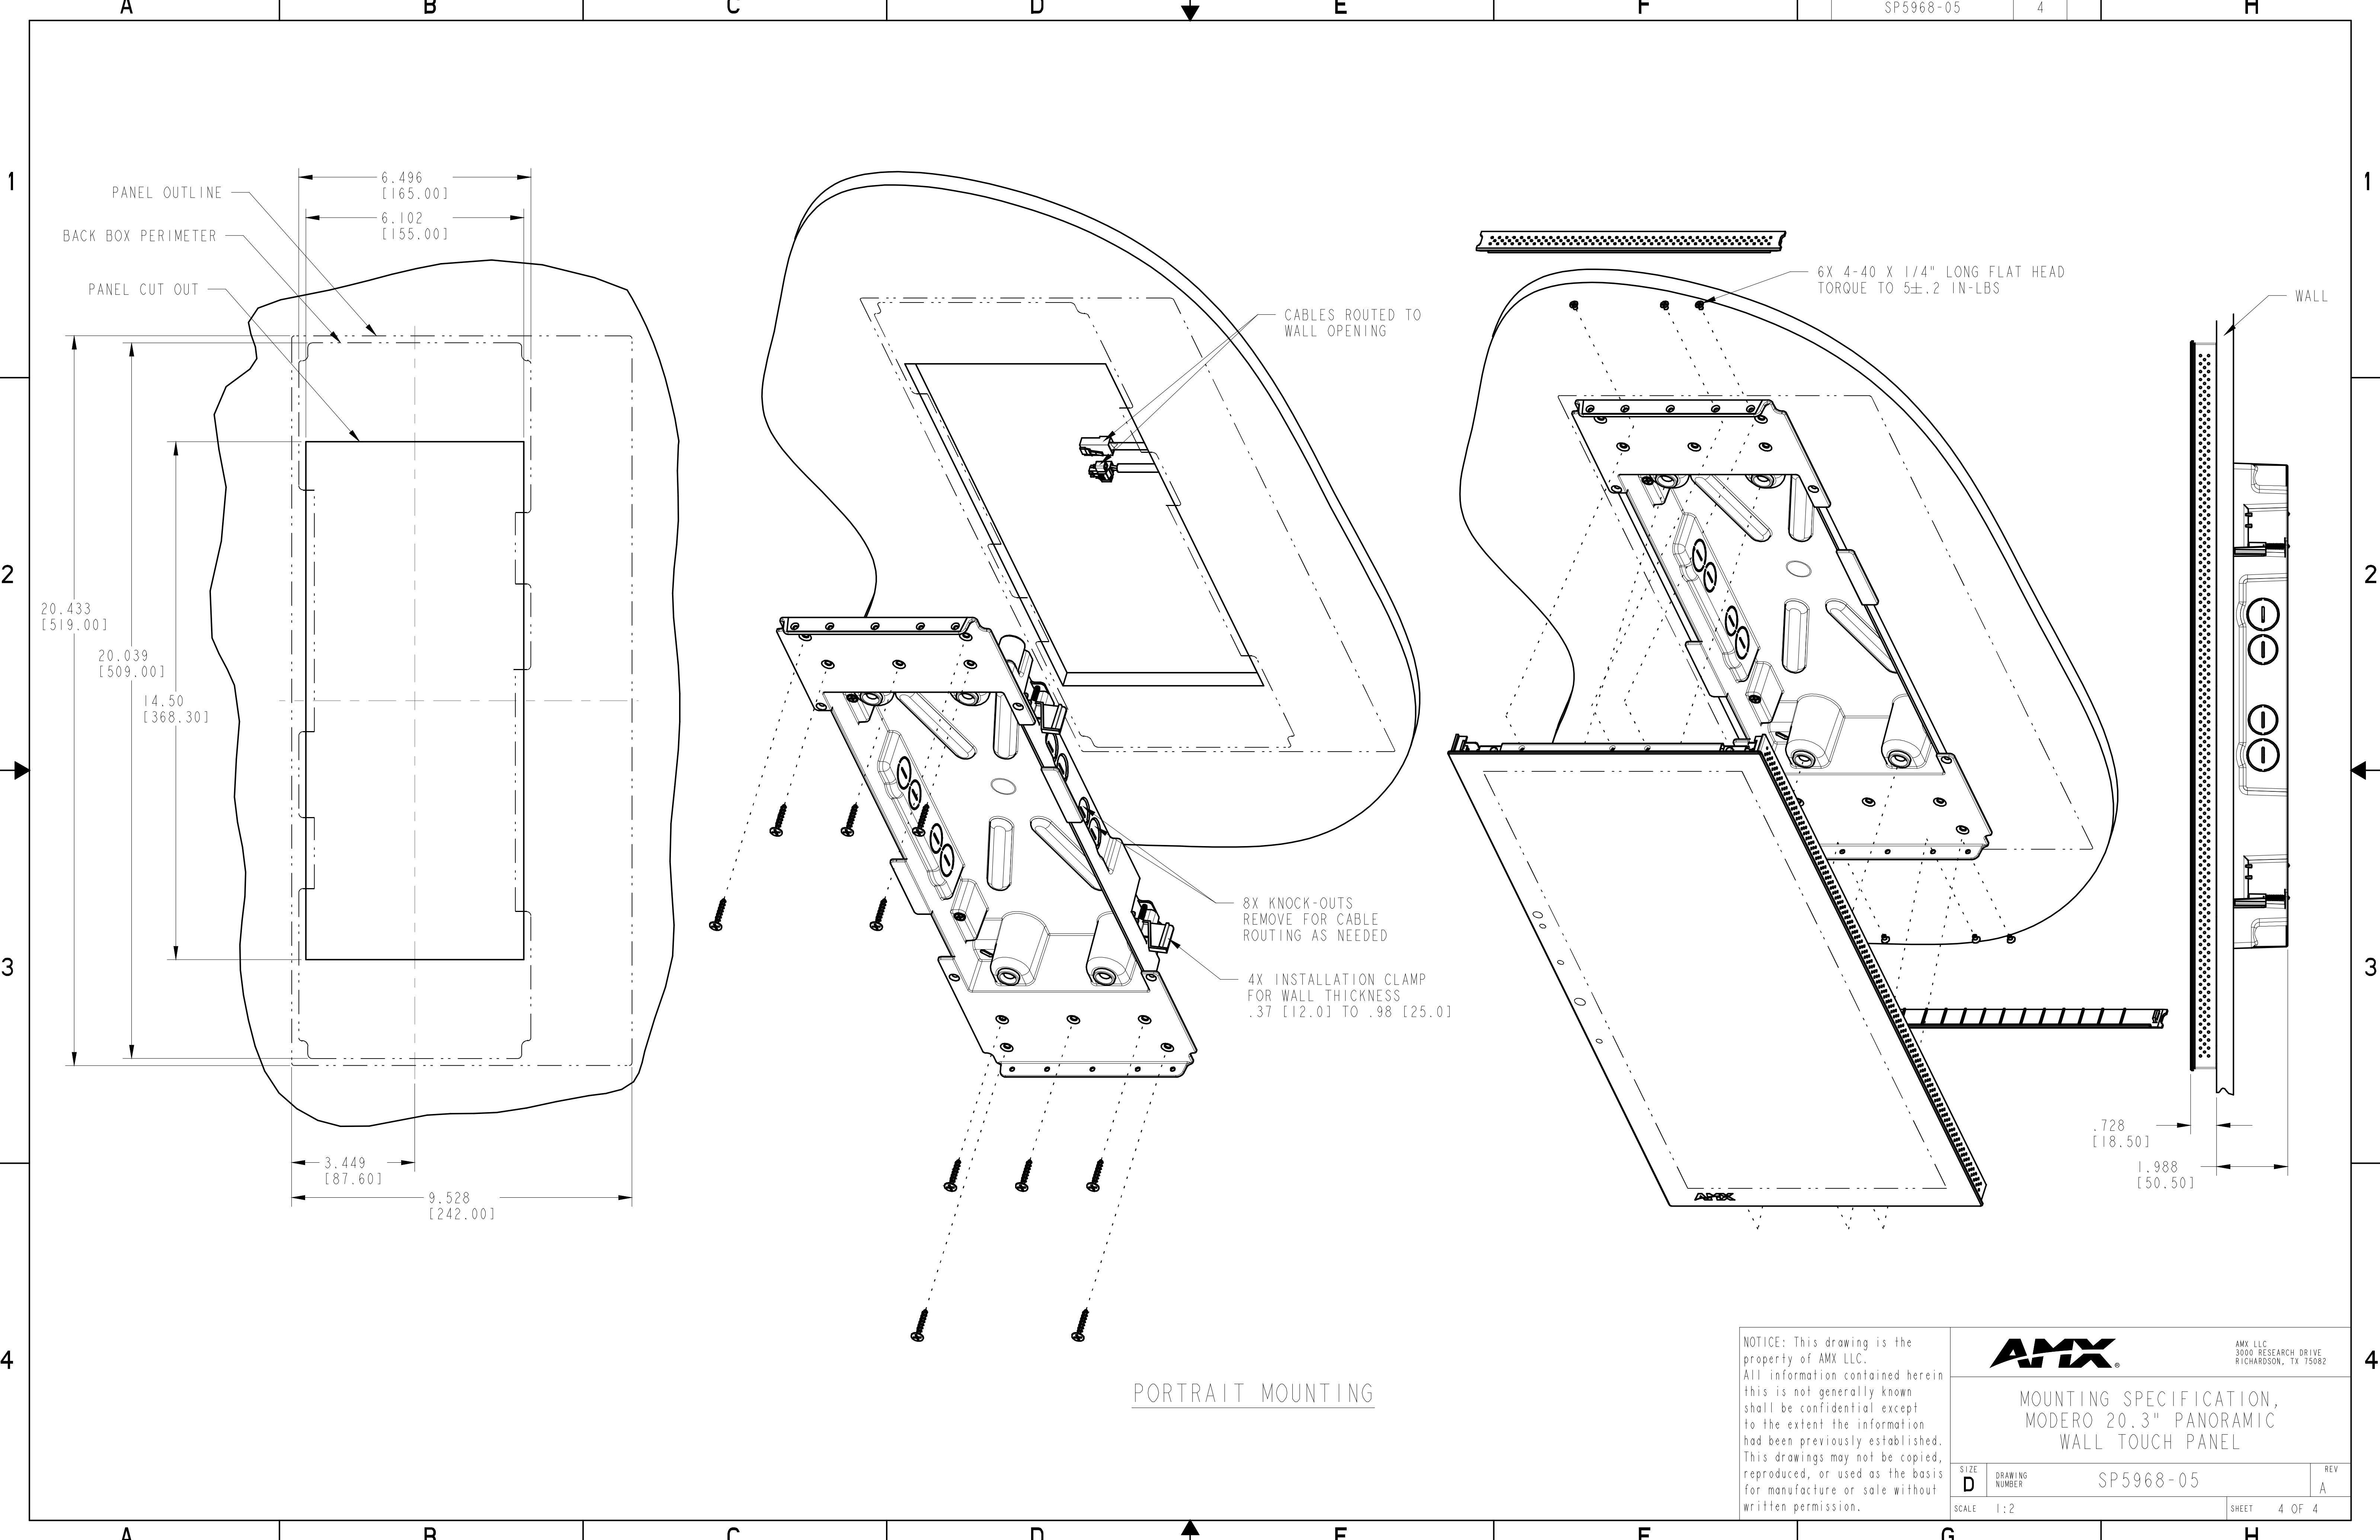 A B C D E F H
SP5968-05 4
1 1
2 2
3 3
4 4
PANEL OUTLINE
BACK BOX PERIMETER
PANEL CUT OUT
6.496
[165.00]
6.102
[155.00]
20.433
[519.00]
20.039
[509.00]
14.50
[368.30]
3.449
[87.60]
9.528
[242.00]
CABLES ROUTED TO
WALL OPENING
8X KNOCK-OUTS
REMOVE FOR CABLE
ROUTING AS NEEDED
4X INSTALLATION CLAMP
FOR WALL THICKNESS
.37 [12.0] TO .98 [25.0]
6X 4-40 X 1/4" LONG FLAT HEAD
TORQUE TO 5±.2 IN-LBS
WALL
AMX
.728
[18.50]
1.988
[50.50]
PORTRAIT MOUNTING
NOTICE: This drawing is the
property of AMX LLC.
All information contained herein
this is not generally known
shall be confidential except
to the extent the information
had been previously established.
This drawings may not be copied,
reproduced, or used as the basis
for manufacture or sale without
written permission.
AMX®
AMX LLC
3000 RESEARCH DRIVE
RICHARDSON, TX 75082
MOUNTING SPECIFICATION,
MODERO 20.3" PANORAMIC
WALL TOUCH PANEL
SIZE
D
DRAWING
NUMBER
SP5968-05
REV
A
SCALE 1:2
SHEET 4 OF 4
A B C D E F G H